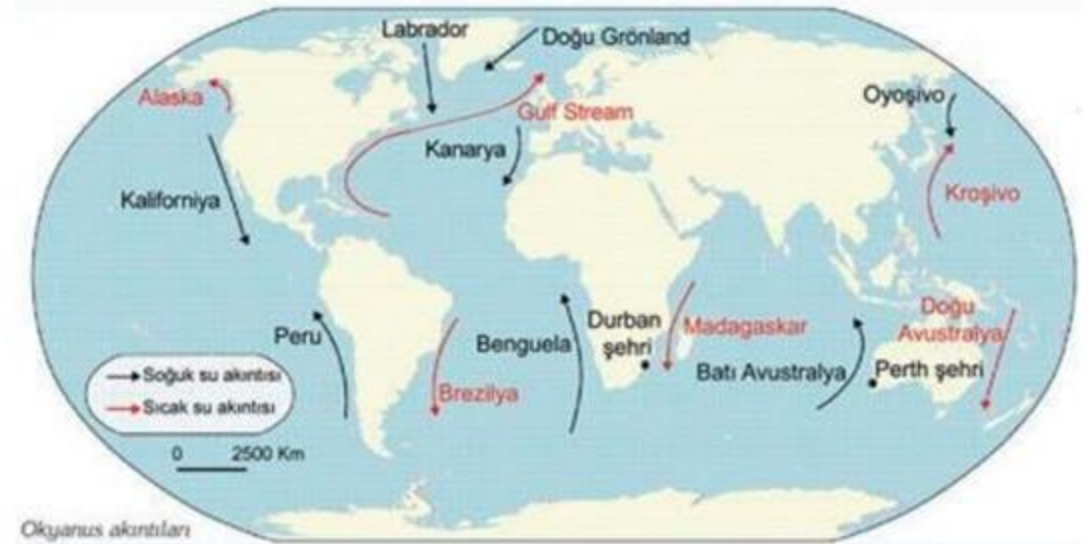 Labrador
Doğu Grönland
Alaska
Gulf Stream
Oyoşivo
Kanarya
Kaliforniya
Kroşivo
Peru
Benguela
Durban
şehri
Madagaskar
Doğu
Avustralya
Batı Avustralya
Perth şehri
Brezilya
Soğuk su akıntısı
Sıcak su akıntısı
0 2500 Km
Okyanus akıntıları